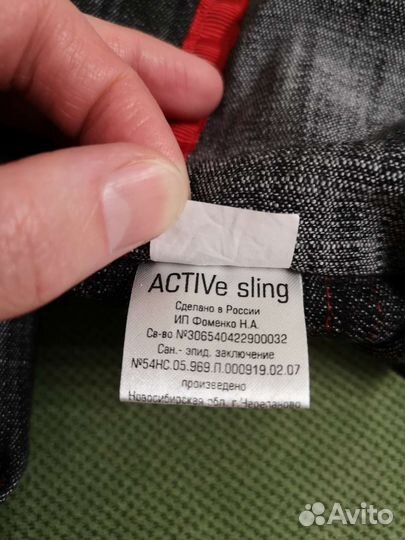 ACTIVe sling
Сделано в России
ИП Фоменко Н.А.
Св-во №306540422900032
Сан.- эпид. заключение
№54НС.05.969.П.000919.02.07
произведено
Новосибирская обл. г.Черепаново
Avito